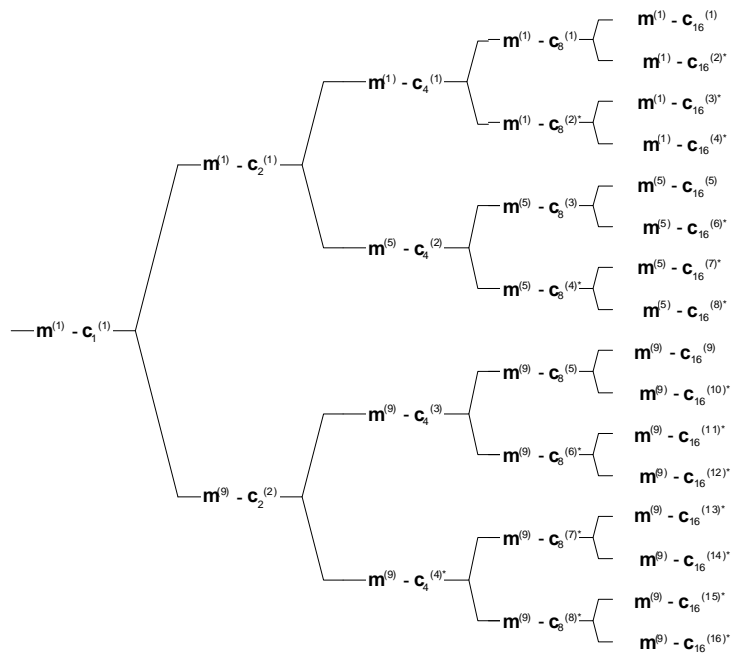 m(1) - c16(1)
m(1) - c8(1)
m(1) - c16(2)*
m(1) - c4(1)
m(1) - c16(3)*
m(1) - c8(2)*
m(1) - c16(4)*
m(1) - c2(1)
m(5) - c16(5)
m(5) - c8(3)
m(5) - c16(6)*
m(5) - c4(2)
m(5) - c16(7)*
m(5) - c8(4)*
m(5) - c16(8)*
m(1) - c1(1)
m(9) - c16(9)
m(9) - c8(5)
m(9) - c16(10)*
m(9) - c4(3)
m(9) - c16(11)*
m(9) - c8(6)*
m(9) - c16(12)*
m(9) - c2(2)
m(9) - c16(13)*
m(9) - c8(7)*
m(9) - c16(14)*
m(9) - c4(4)*
m(9) - c16(15)*
m(9) - c8(8)*
m(9) - c16(16)*